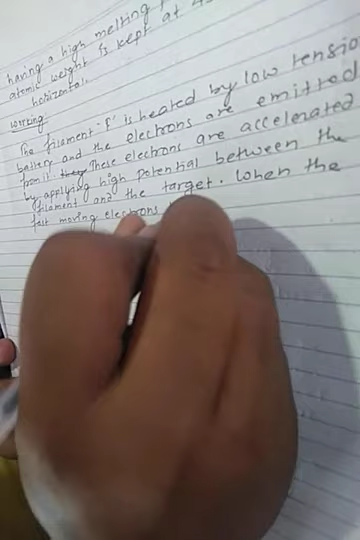 having a high melting
atomic weight is kept at 45
horizontal.
Working
The filament-F' is heated by low tension
battery and the electrons are emitted
from it. They These electrons are accelerated
by applying high potential between the
filament and the target. When the
fast moving electrons